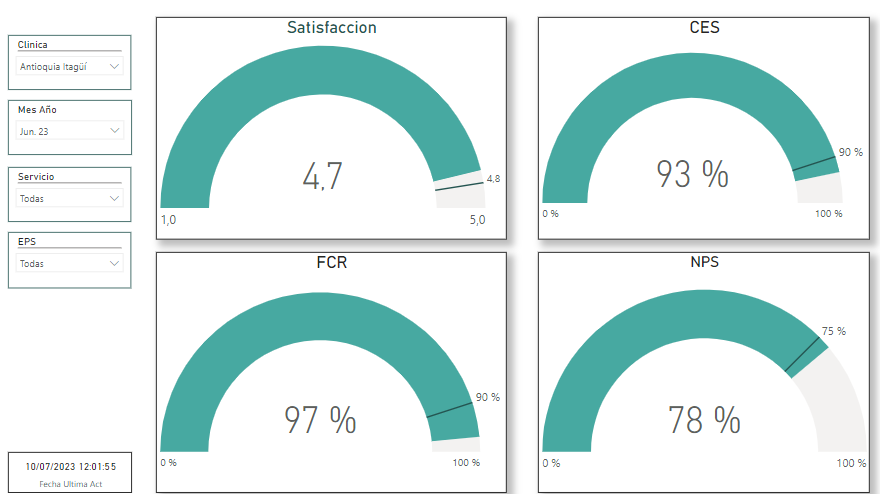 Clinica
Antioquia Itagüí
Mes Año
Jun. 23
Servicio
Todas
EPS
Todas
10/07/2023 12:01:55
Fecha Ultima Act
Satisfaccion
4,8
4,7
1,0
5,0
CES
90 %
93 %
0 %
100 %
FCR
90 %
97 %
0 %
100 %
NPS
75 %
78 %
0 %
100 %